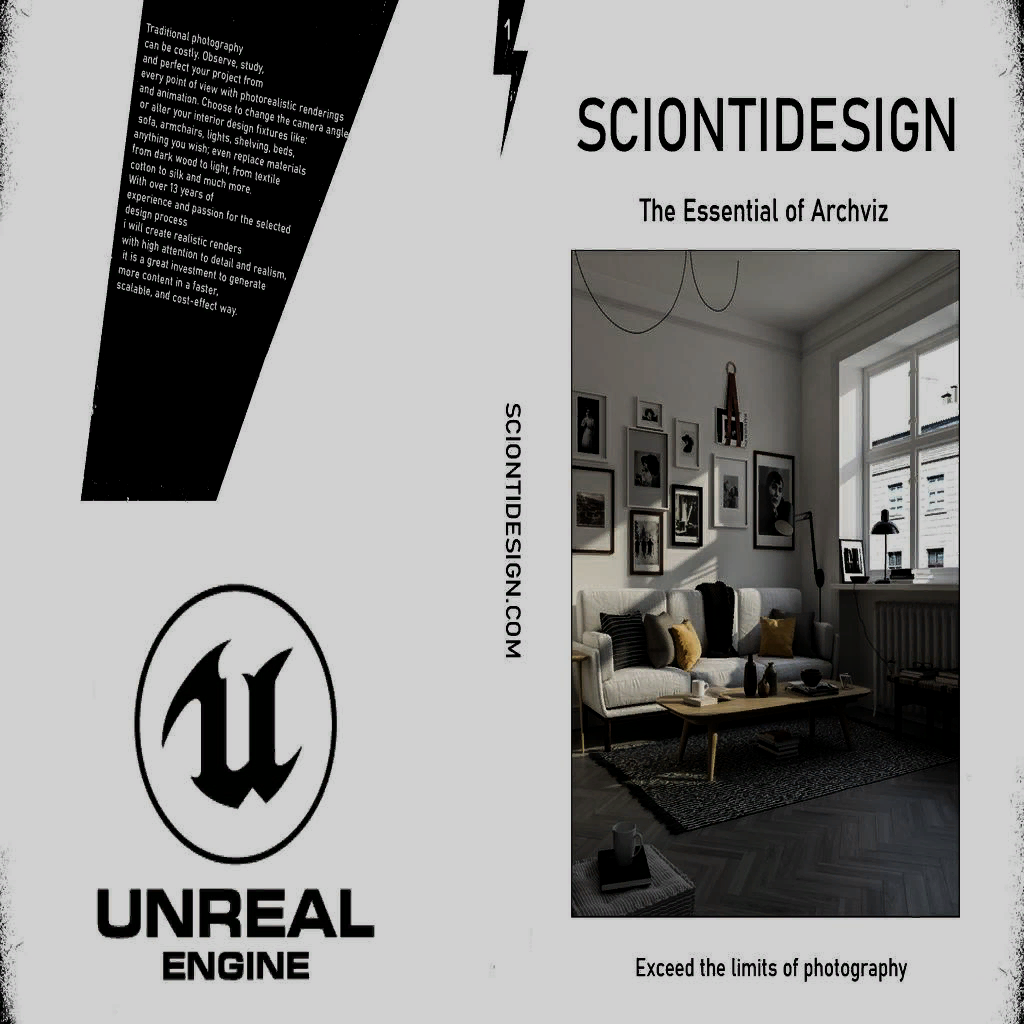 Traditional photography
can be costly. Observe, study,
and perfect your project from
every point of view with photorealistic renderings
and animation. Choose to change the camera angle
or alter your interior design fixtures like:
sofa, armchairs, lights, shelving, beds,
anything you wish; even replace materials
from dark wood to light, from textile
cotton to silk and much more.
With over 13 years of
experience and passion for the selected
design process
i will create realistic renders
with high attention to detail and realism,
it is a great investment to generate
more content in a faster,
scalable, and cost-effect way.
UNREAL
ENGINE
1
SCIONTIDESIGN.COM
SCIONTIDESIGN
The Essential of Archviz
Exceed the limits of photography